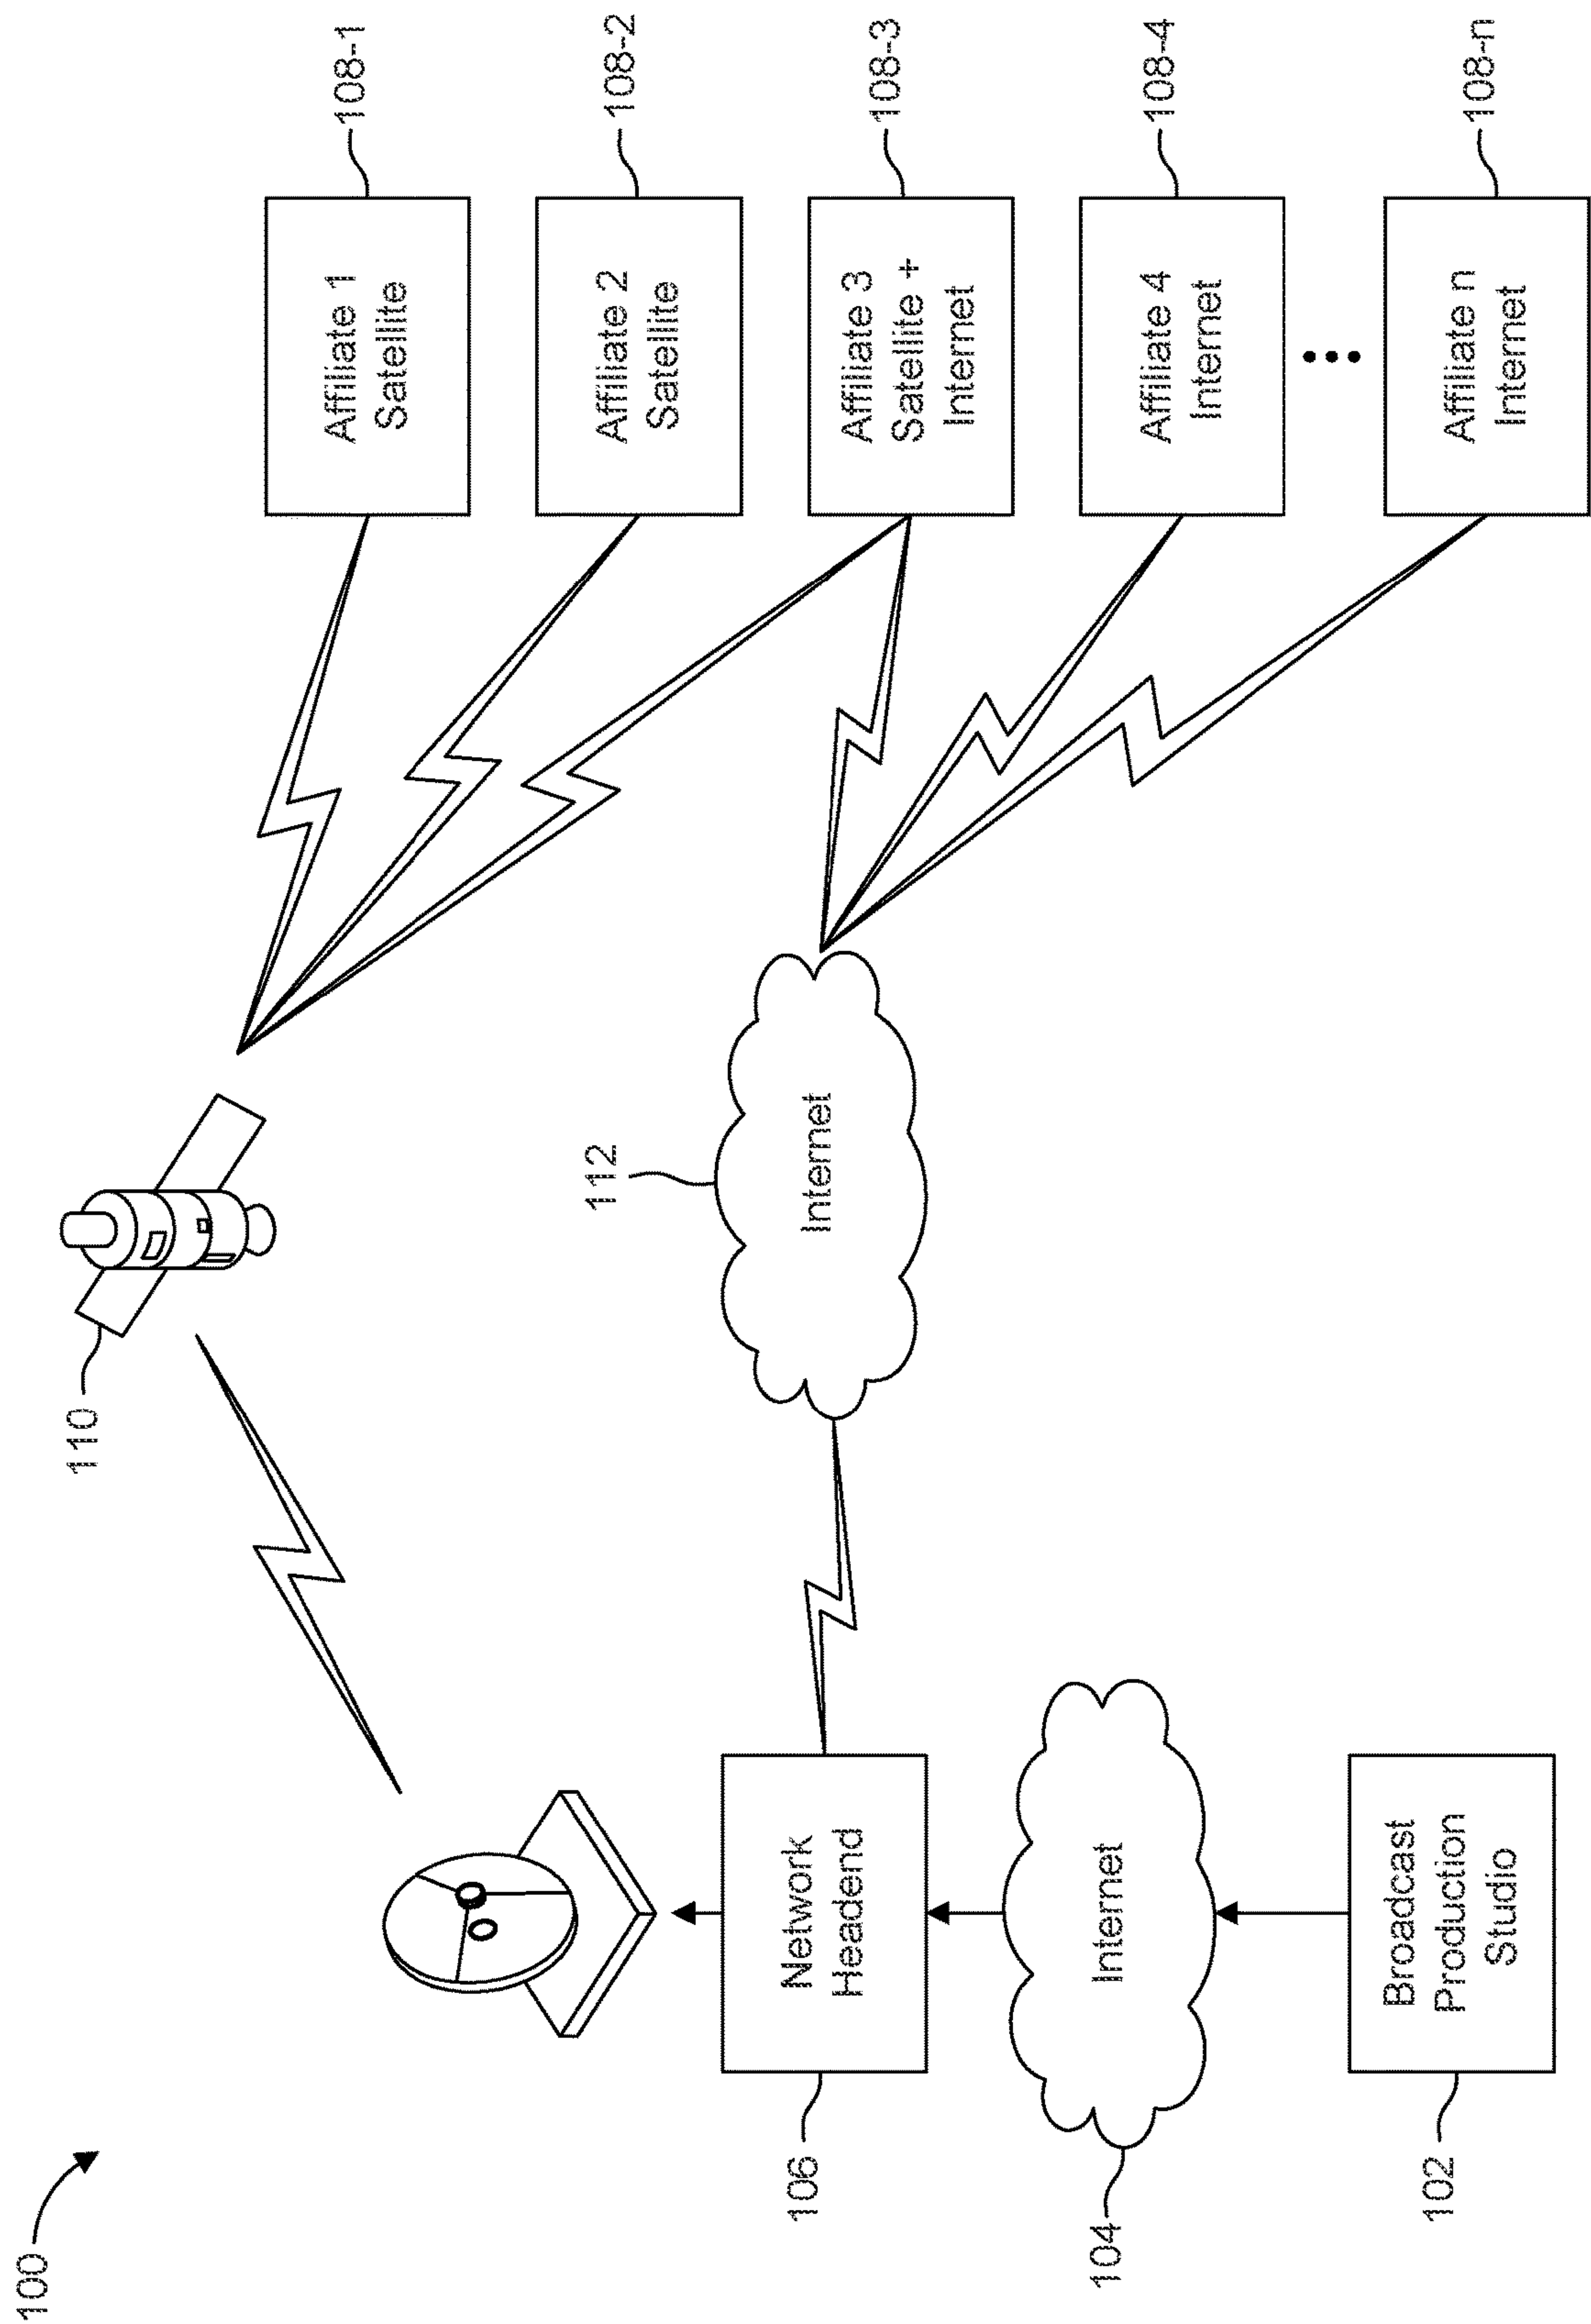 100
110
108-1
Affiliate 1
Satellite
108-2
Affiliate 2
Satellite
112
Internet
108-3
Affiliate 3
Satellite +
Internet
106
Network
Headend
108-4
Affiliate 4
Internet
104
Internet
108-n
Affiliate n
Internet
102
Broadcast
Production
Studio